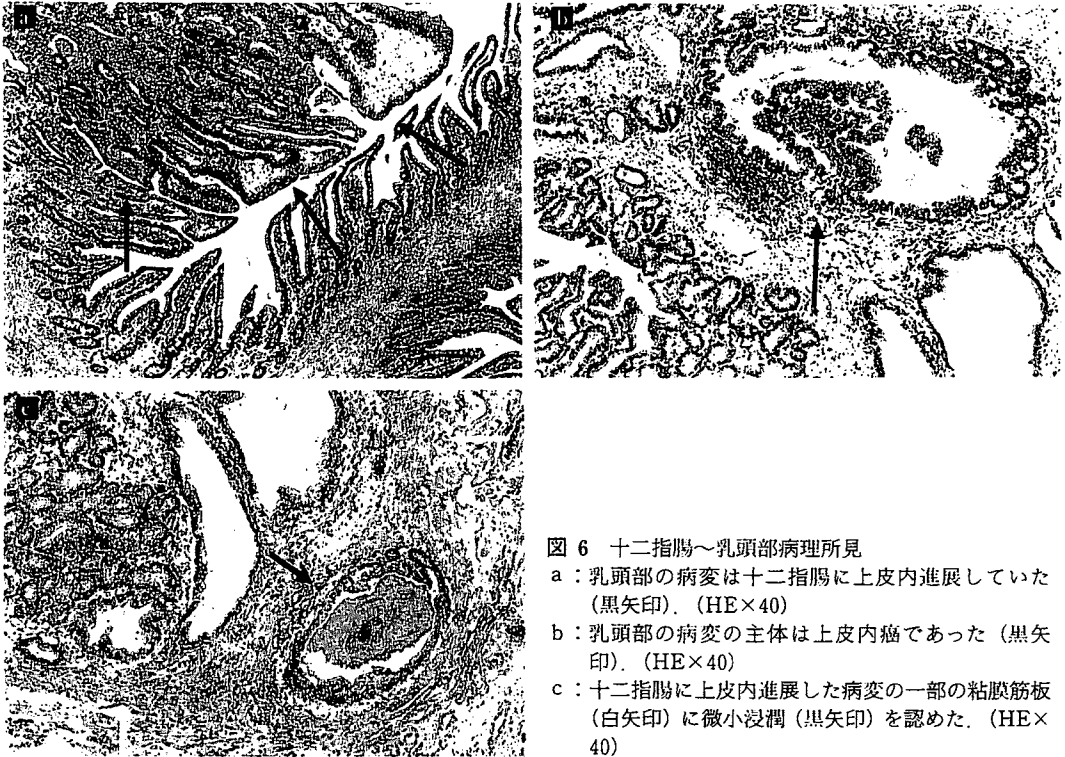 a
b
c
図 6 十二指腸～乳頭部病理所見
a：乳頭部の病変は十二指腸に上皮内進展していた
（黒矢印）．（HE×40）
b：乳頭部の病変の主体は上皮内癌であった（黒矢
印）．（HE×40）
c：十二指腸に上皮内進展した病変の一部の粘膜筋板
（白矢印）に微小浸潤（黒矢印）を認めた．（HE×
40）